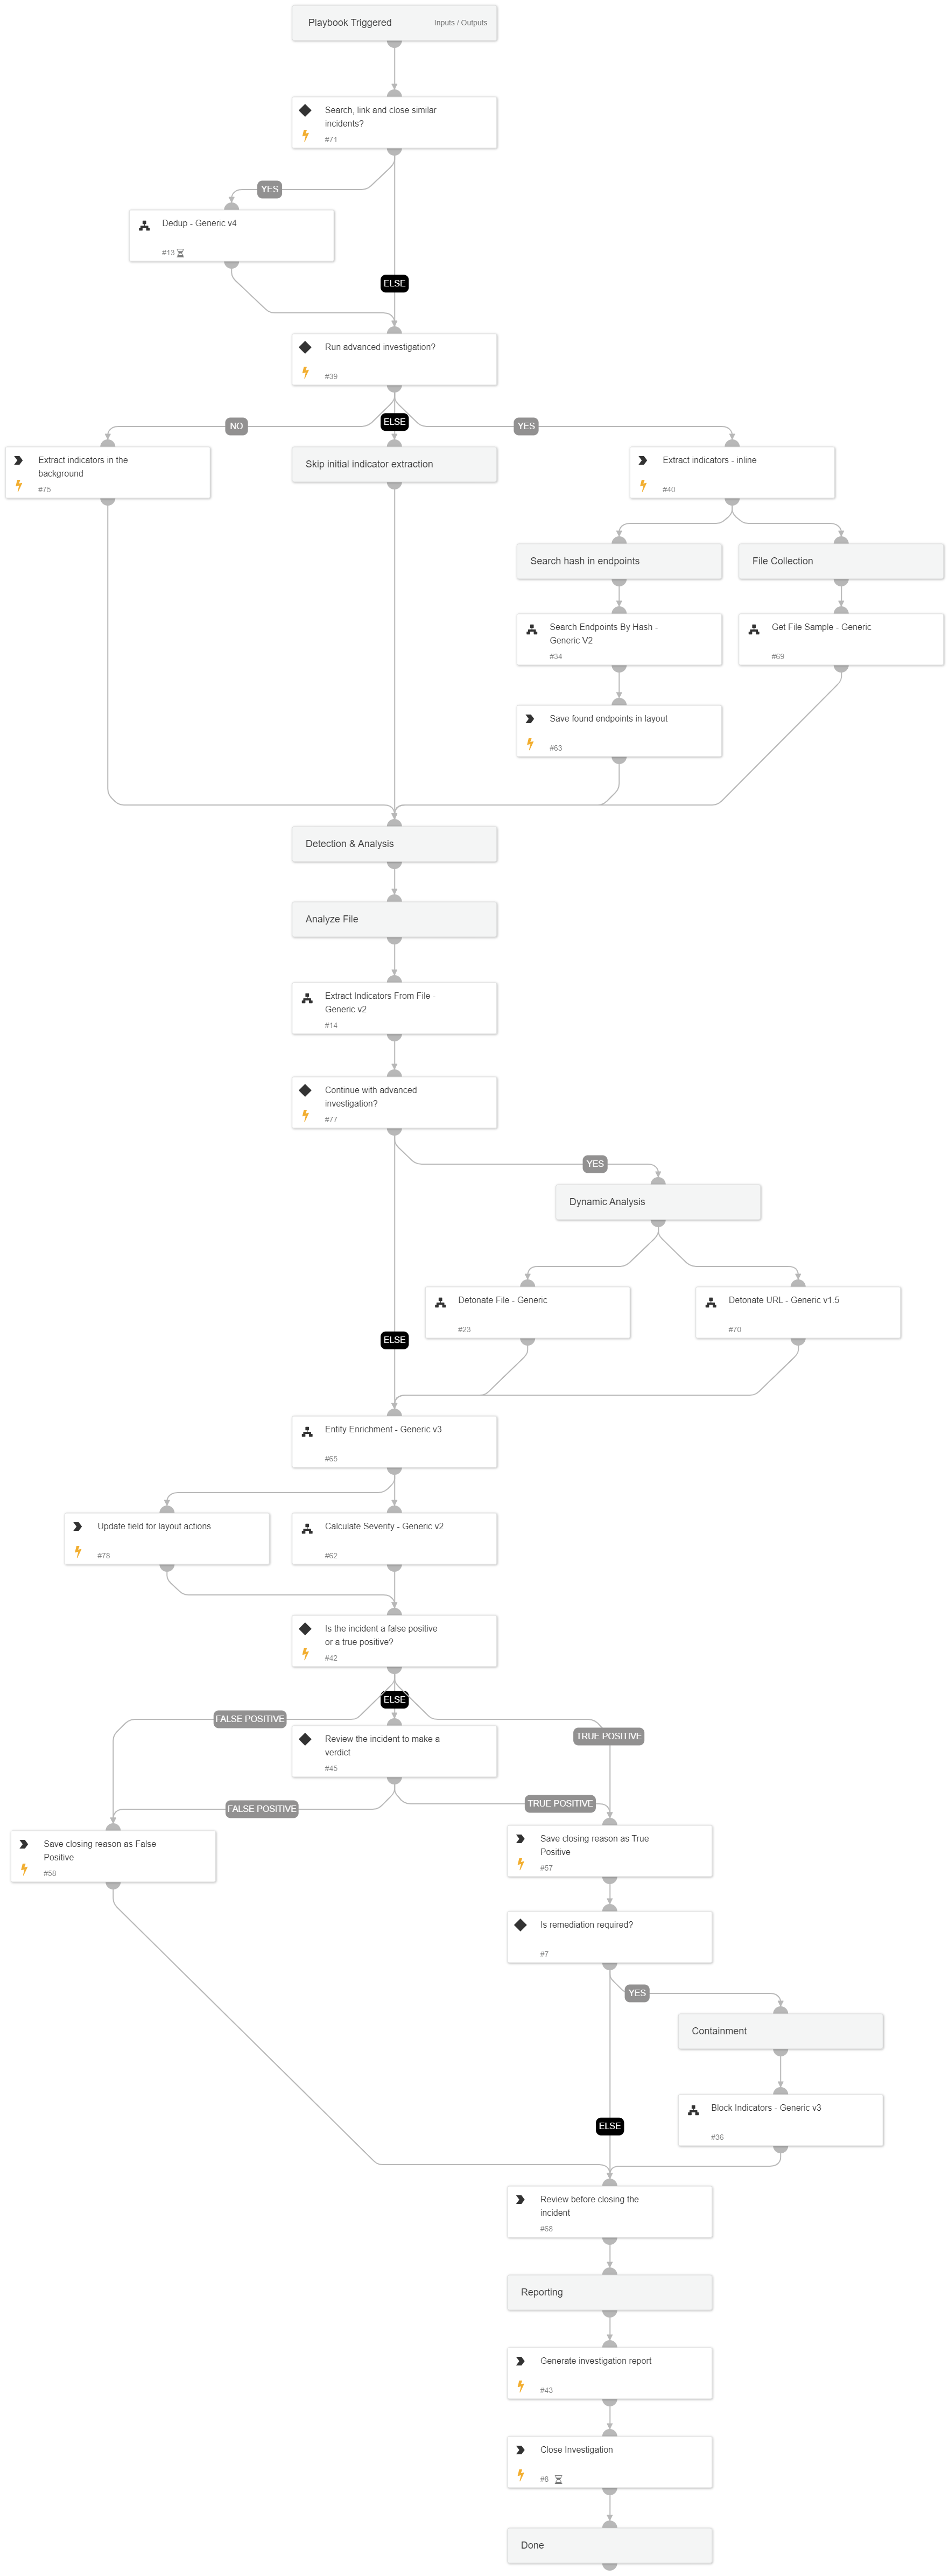 Playbook Triggered Inputs / Outputs
Search, link and close similar
incidents?
#71
YES
Dedup - Generic v4
#13
ELSE
Run advanced investigation?
#39
NO
ELSE
YES
Extract indicators in the
background
#75
Skip initial indicator extraction
Extract indicators - inline
#40
Search hash in endpoints
File Collection
Search Endpoints By Hash -
Generic V2
#34
Get File Sample - Generic
#69
Save found endpoints in layout
#63
Detection & Analysis
Analyze File
Extract Indicators From File -
Generic v2
#14
Continue with advanced
investigation?
#77
YES
Dynamic Analysis
Detonate File - Generic
#23
Detonate URL - Generic v1.5
#70
ELSE
Entity Enrichment - Generic v3
#65
Update field for layout actions
#78
Calculate Severity - Generic v2
#62
Is the incident a false positive
or a true positive?
#42
ELSE
FALSE POSITIVE
TRUE POSITIVE
Review the incident to make a
verdict
#45
FALSE POSITIVE
TRUE POSITIVE
Save closing reason as False
Positive
#58
Save closing reason as True
Positive
#57
Is remediation required?
#7
YES
Containment
Block Indicators - Generic v3
#36
ELSE
Review before closing the
incident
#68
Reporting
Generate investigation report
#43
Close Investigation
#8
Done